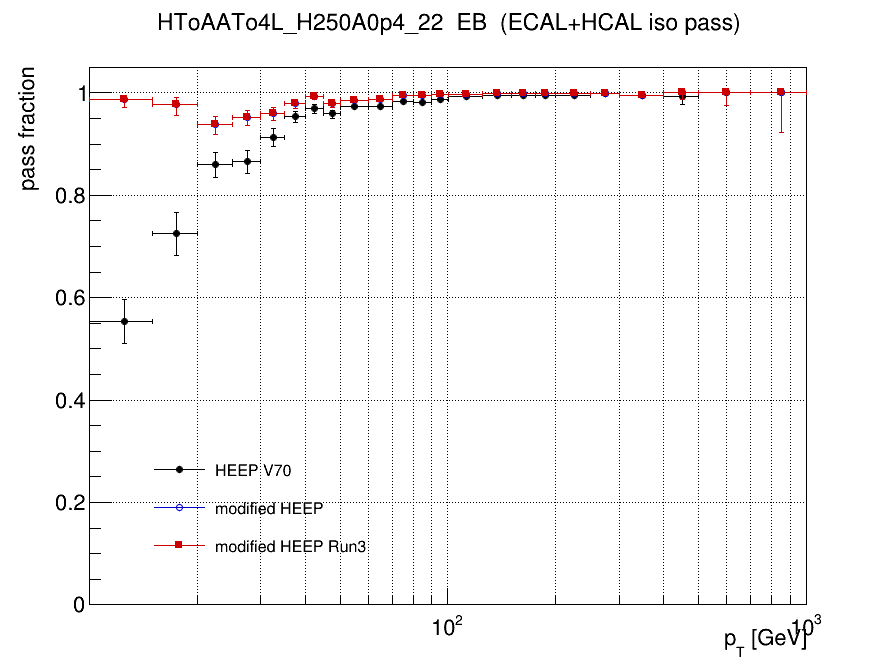 HToAATo4L_H250A0p4_22 EB (ECAL+HCAL iso pass)
pass fraction
1
0.8
0.6
0.4
0.2
0
HEEP V70
modified HEEP
modified HEEP Run3
10²
10³
p_T [GeV]